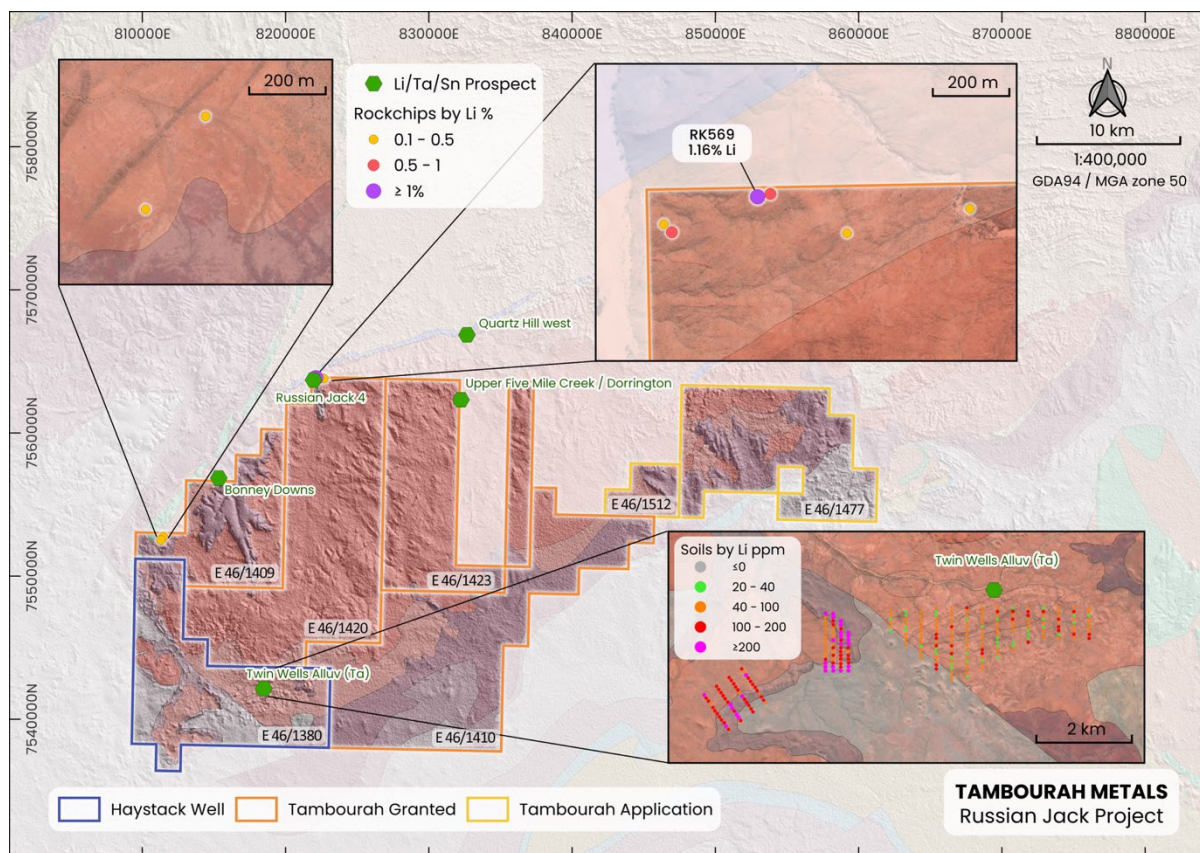 810000E
820000E
830000E
840000E
850000E
860000E
870000E
880000E
7580000N
7570000N
7560000N
7550000N
7540000N
200 m
Li/Ta/Sn Prospect
Rockchips by Li %
0.1 - 0.5
0.5 - 1
≥ 1%
200 m
RK569
1.16% Li
N
10 km
1:400,000
GDA94 / MGA zone 50
Quartz Hill west
Russian Jack 4
Upper Five Mile Creek / Dorrington
Bonney Downs
E 46/1512
E 46/1477
E 46/1409
E 46/1423
E 46/1420
Twin Wells Alluv (Ta)
E 46/1380
E 46/1410
Soils by Li ppm
≤0
20 - 40
40 - 100
100 - 200
≥200
Twin Wells Alluv (Ta)
2 km
Haystack Well
Tambourah Granted
Tambourah Application
TAMBOURAH METALS
Russian Jack Project